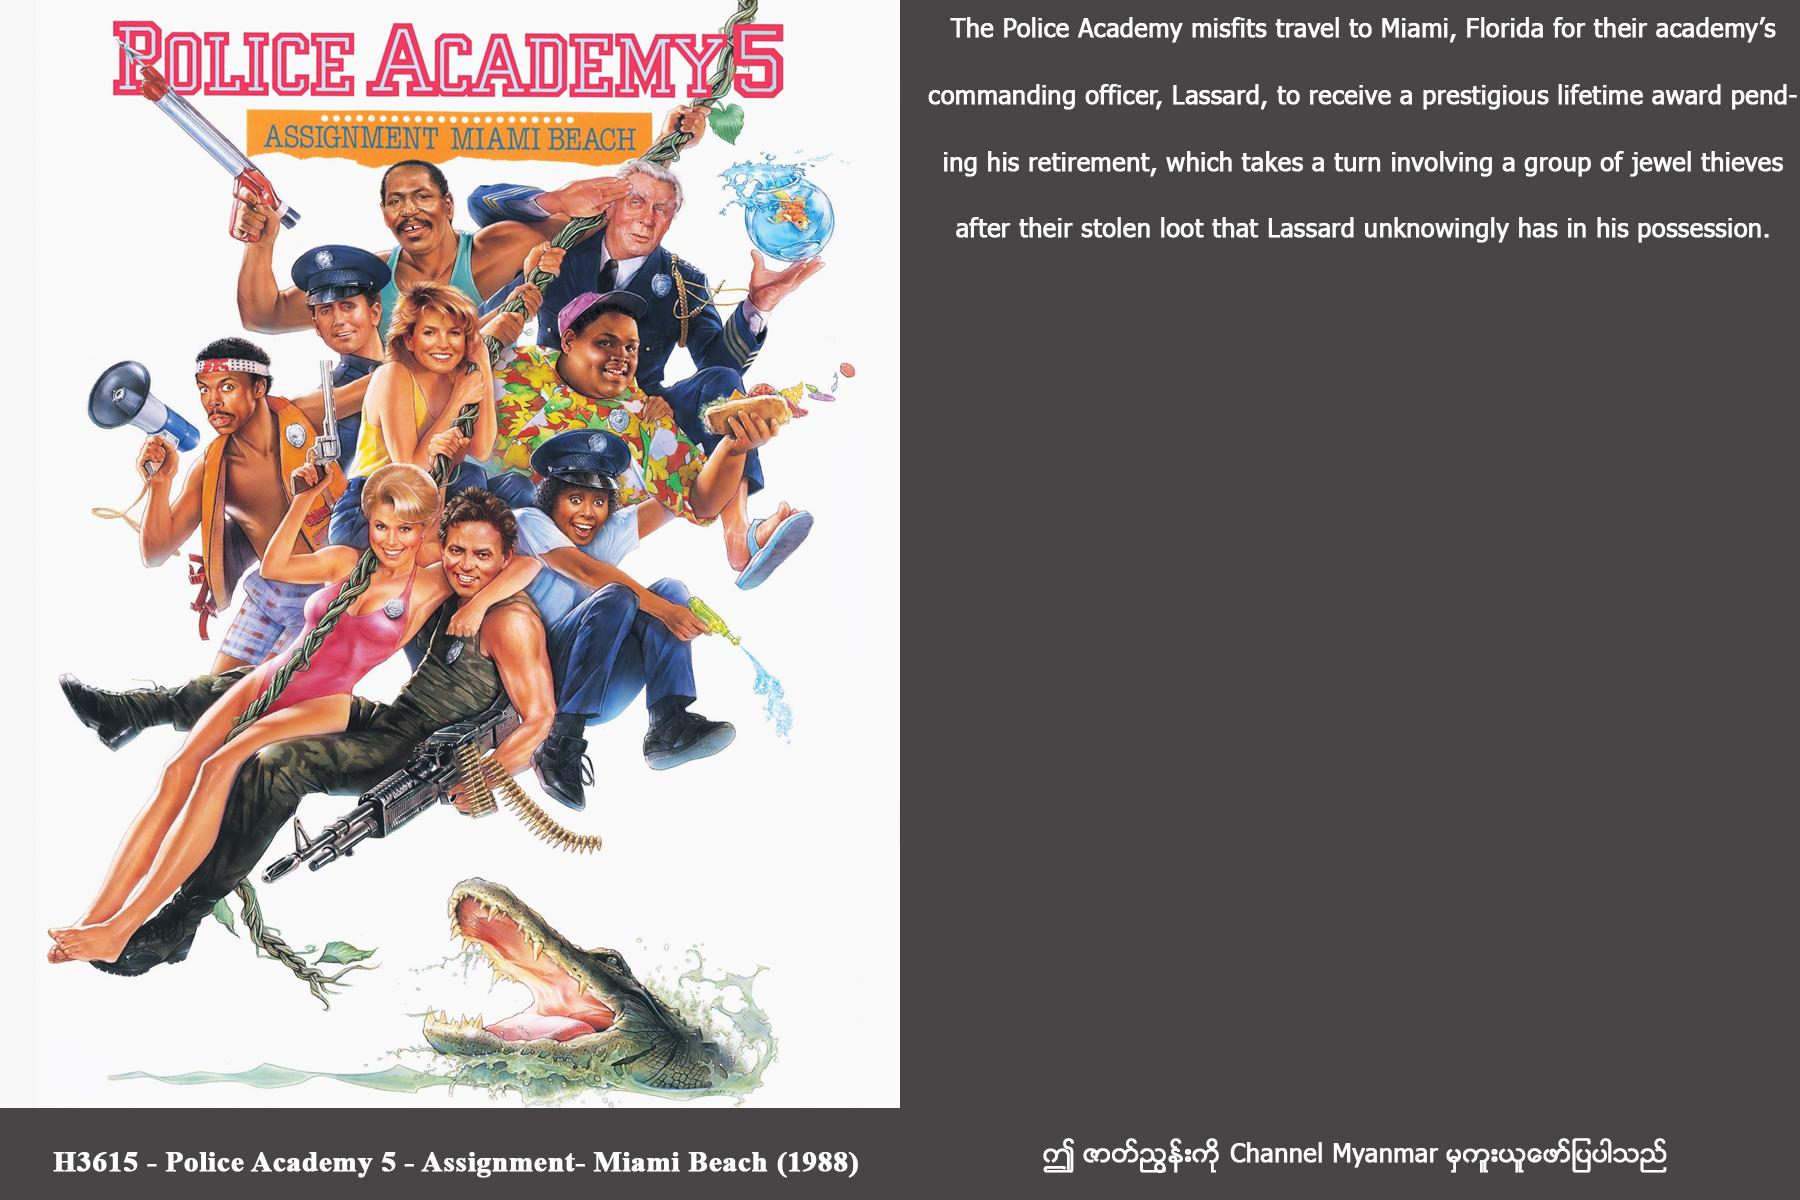 POLICE ACADEMY 5
ASSIGNMENT MIAMI BEACH
The Police Academy misfits travel to Miami, Florida for their academy's
commanding officer, Lassard, to receive a prestigious lifetime award pend-
ing his retirement, which takes a turn involving a group of jewel thieves
after their stolen loot that Lassard unknowingly has in his possession.
H3615 - Police Academy 5 - Assignment- Miami Beach (1988)
ဤ ဇာတ်ညွှန်းကို Channel Myanmar မှကူးယူဖော်ပြပါသည်